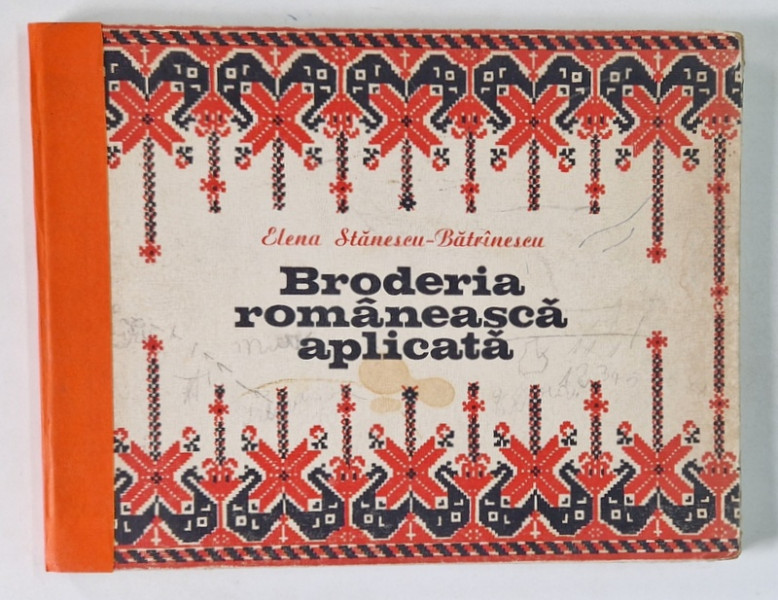 Elena Stănescu-Bătrînescu
Broderia
românească
aplicată